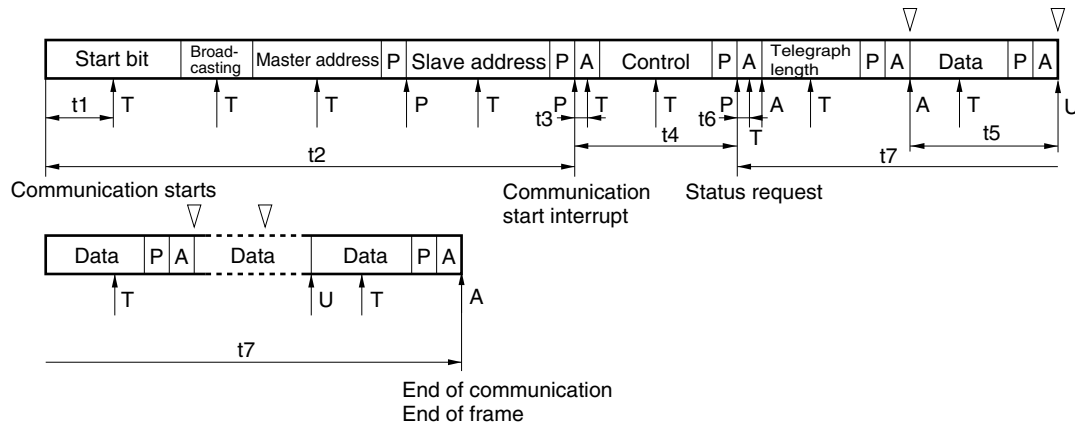 Start bit Broad-casting Master address P Slave address P A Control P A Telegraph length P A Data P A
t1 T T T P T P t3 T T P t6 T A T A T U
t2 t4 t5
t7
Communication starts
Communication start interrupt
Status request
Data P A Data Data P A
T U T A
t7
End of communication
End of frame